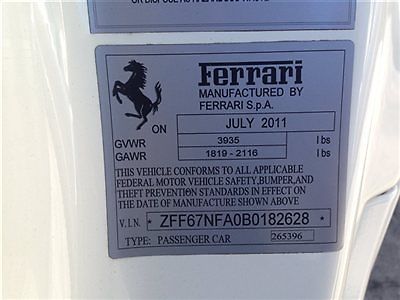 OR DISPOSE
Ferrari
MANUFACTURED BY
FERRARI S.p.A.
ON JULY 2011
GVWR 3935 lbs
GAWR 1819 - 2116 lbs
THIS VEHICLE CONFORMS TO ALL APPLICABLE
FEDERAL MOTOR VEHICLE SAFETY,BUMPER,AND
THEFT PREVENTION STANDARDS IN EFFECT ON
THE DATE OF MANUFACTURE SHOWN ABOVE
V.I.N. * ZFF67NFA0B0182628 *
TYPE: PASSENGER CAR 265396